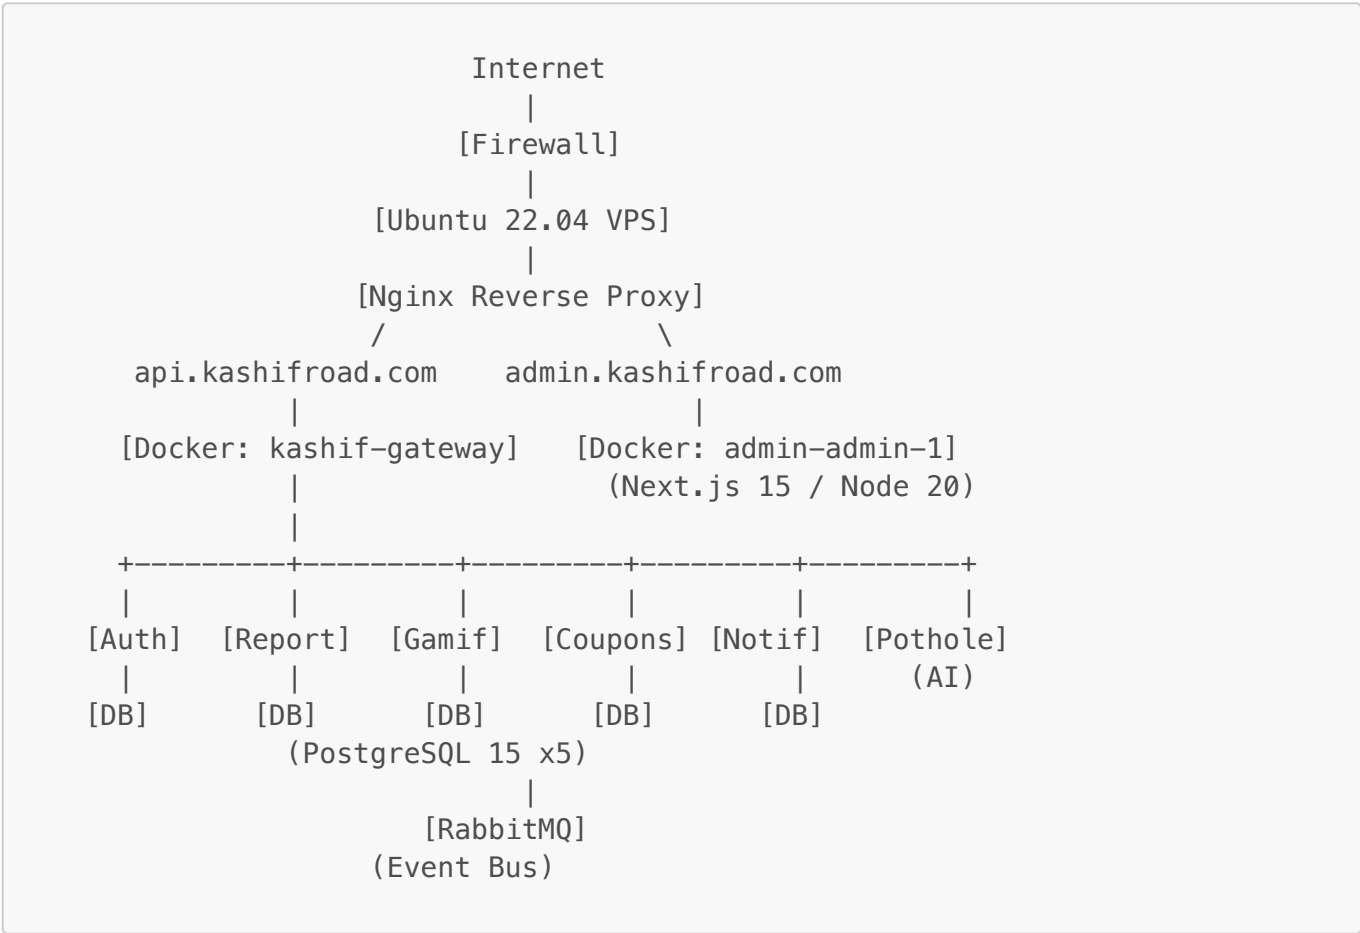 Internet
|
[Firewall]
|
[Ubuntu 22.04 VPS]
|
[Nginx Reverse Proxy]
/ \
api.kashifroad.com admin.kashifroad.com
| |
[Docker: kashif-gateway] [Docker: admin-admin-1]
| (Next.js 15 / Node 20)
|
+---------+---------+---------+---------+---------+
| | | | | |
[Auth] [Report] [Gamif] [Coupons] [Notif] [Pothole]
| | | | | (AI)
[DB] [DB] [DB] [DB] [DB]
(PostgreSQL 15 x5)
|
[RabbitMQ]
(Event Bus)